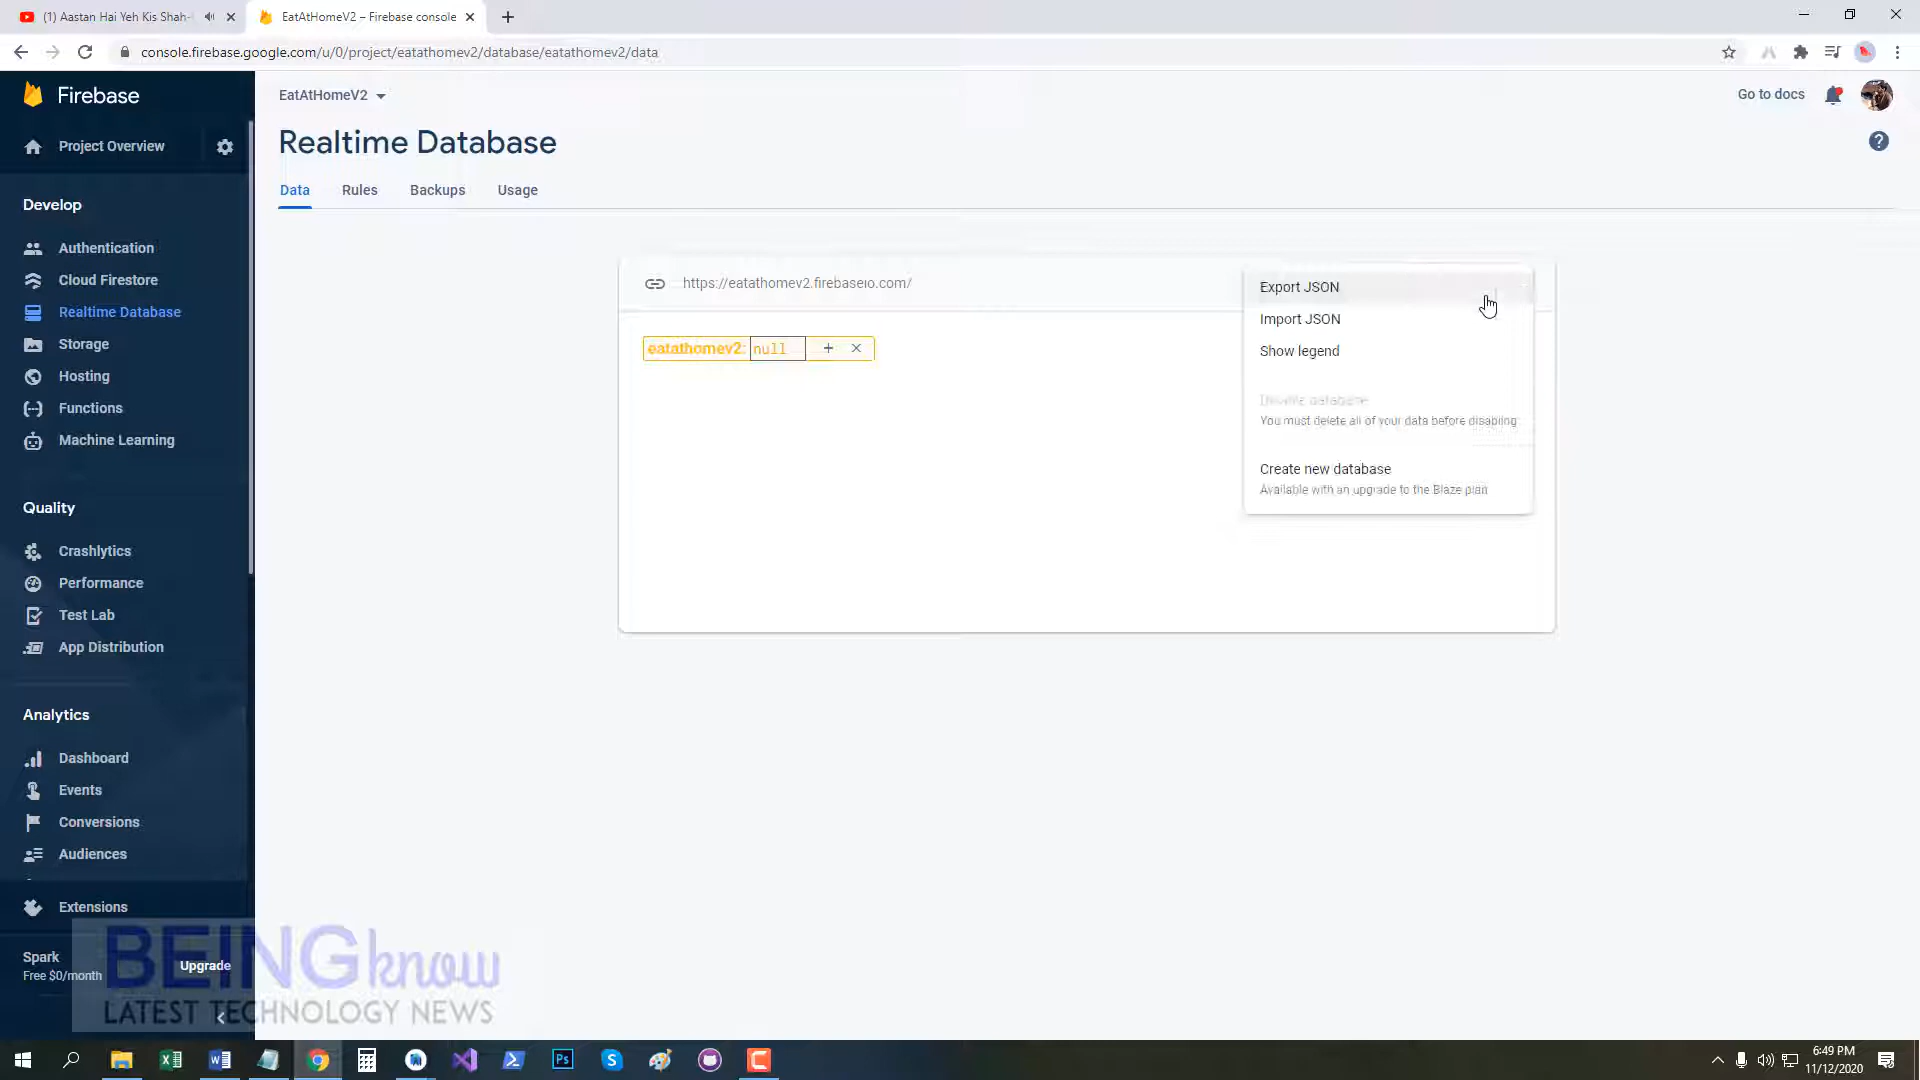 (1) Aastan Hai Yeh Kis Shah-
EatAtHomeV2 – Firebase console
console.firebase.google.com/u/0/project/eatathomev2/database/eatathomev2/data
Firebase
EatAtHomeV2
Go to docs
Project Overview
Realtime Database
Data Rules Backups Usage
Develop
Authentication
Cloud Firestore
Realtime Database
Storage
Hosting
Functions
Machine Learning
https://eatathomev2.firebaseio.com/
eatathomev2: null
Export JSON
Import JSON
Show legend
Disable database
You must delete all of your data before disabling
Create new database
Available with an upgrade to the Blaze plan
Quality
Crashlytics
Performance
Test Lab
App Distribution
Analytics
Dashboard
Events
Conversions
Audiences
Extensions
Spark
Free $0/month
Upgrade
BEING know
LATEST TECHNOLOGY NEWS
6:49 PM
11/12/2020